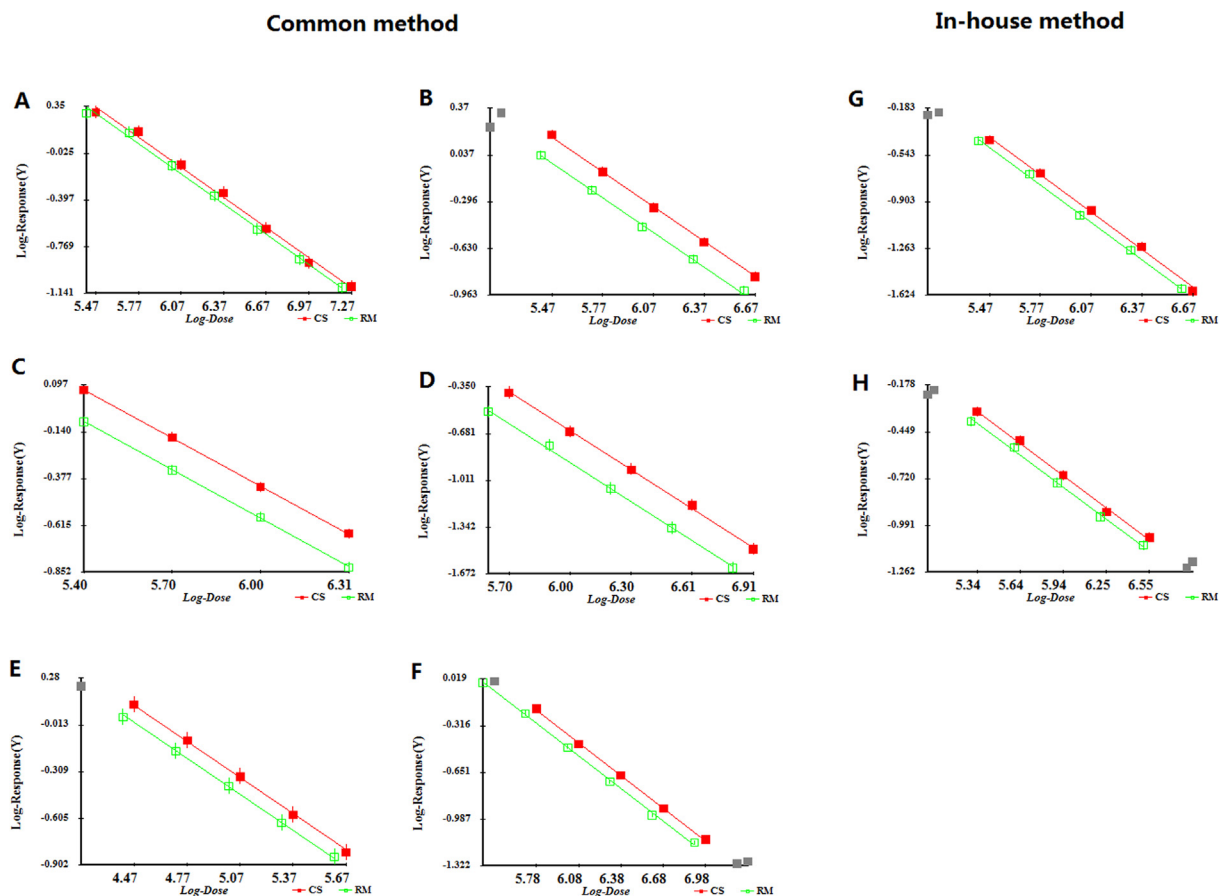 Common method
In-house method
A
0.35
-0.025
-0.397
-0.769
-1.141
Log-Response(Y)
5.47 5.77 6.07 6.37 6.67 6.97 7.27
Log-Dose
CS RM
B
0.37
0.037
-0.296
-0.630
-0.963
Log-Response(Y)
5.47 5.77 6.07 6.37 6.67
Log-Dose
CS RM
G
-0.183
-0.543
-0.903
-1.263
-1.624
Log-Response(Y)
5.47 5.77 6.07 6.37 6.67
Log-Dose
CS RM
C
0.097
-0.140
-0.377
-0.615
-0.852
Log-Response(Y)
5.40 5.70 6.00 6.31
Log-Dose
CS RM
D
-0.350
-0.681
-1.011
-1.342
-1.672
Log-Response(Y)
5.70 6.00 6.30 6.61 6.91
Log-Dose
CS RM
H
-0.178
-0.449
-0.720
-0.991
-1.262
Log-Response(Y)
5.34 5.64 5.94 6.25 6.55
Log-Dose
CS RM
E
0.28
-0.013
-0.309
-0.605
-0.902
Log-Response(Y)
4.47 4.77 5.07 5.37 5.67
Log-Dose
CS RM
F
0.019
-0.316
-0.651
-0.987
-1.322
Log-Response(Y)
5.78 6.08 6.38 6.68 6.98
Log-Dose
CS RM